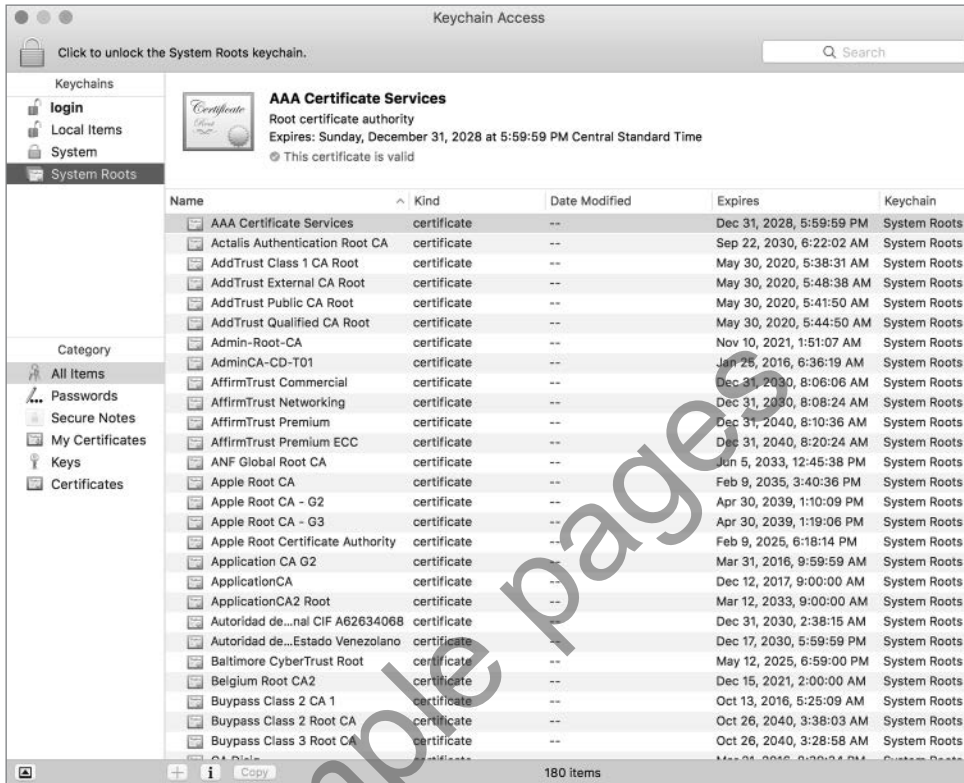 Keychain Access
Click to unlock the System Roots keychain.
Search
Keychains
login
Local Items
System
System Roots
Category
All Items
Passwords
Secure Notes
My Certificates
Keys
Certificates
Certificate
Root
AAA Certificate Services
Root certificate authority
Expires: Sunday, December 31, 2028 at 5:59:59 PM Central Standard Time
This certificate is valid
Name Kind Date Modified Expires Keychain
AAA Certificate Services certificate -- Dec 31, 2028, 5:59:59 PM System Roots
Actalis Authentication Root CA certificate -- Sep 22, 2030, 6:22:02 AM System Roots
AddTrust Class 1 CA Root certificate -- May 30, 2020, 5:38:31 AM System Roots
AddTrust External CA Root certificate -- May 30, 2020, 5:48:38 AM System Roots
AddTrust Public CA Root certificate -- May 30, 2020, 5:41:50 AM System Roots
AddTrust Qualified CA Root certificate -- May 30, 2020, 5:44:50 AM System Roots
Admin-Root-CA certificate -- Nov 10, 2021, 1:51:07 AM System Roots
AdminCA-CD-T01 certificate -- Jan 25, 2016, 6:36:19 AM System Roots
AffirmTrust Commercial certificate -- Dec 31, 2030, 8:06:06 AM System Roots
AffirmTrust Networking certificate -- Dec 31, 2030, 8:08:24 AM System Roots
AffirmTrust Premium certificate -- Dec 31, 2040, 8:10:36 AM System Roots
AffirmTrust Premium ECC certificate -- Dec 31, 2040, 8:20:24 AM System Roots
ANF Global Root CA certificate -- Jun 5, 2033, 12:45:38 PM System Roots
Apple Root CA certificate -- Feb 9, 2035, 3:40:36 PM System Roots
Apple Root CA - G2 certificate -- Apr 30, 2039, 1:10:09 PM System Roots
Apple Root CA - G3 certificate -- Apr 30, 2039, 1:19:06 PM System Roots
Apple Root Certificate Authority certificate -- Feb 9, 2025, 6:18:14 PM System Roots
Application CA G2 certificate -- Mar 31, 2016, 9:59:59 AM System Roots
ApplicationCA certificate -- Dec 12, 2017, 9:00:00 AM System Roots
ApplicationCA2 Root certificate -- Mar 12, 2033, 9:00:00 AM System Roots
Autoridad de...nal CIF A62634068 certificate -- Dec 31, 2030, 2:38:15 AM System Roots
Autoridad de...Estado Venezolano certificate -- Dec 17, 2030, 5:59:59 PM System Roots
Baltimore CyberTrust Root certificate -- May 12, 2025, 6:59:00 PM System Roots
Belgium Root CA2 certificate -- Dec 15, 2021, 2:00:00 AM System Roots
Buypass Class 2 CA 1 certificate -- Oct 13, 2016, 5:25:09 AM System Roots
Buypass Class 2 Root CA certificate -- Oct 26, 2040, 3:38:03 AM System Roots
Buypass Class 3 Root CA certificate -- Oct 26, 2040, 3:28:58 AM System Roots
Copy
180 items
ple pages